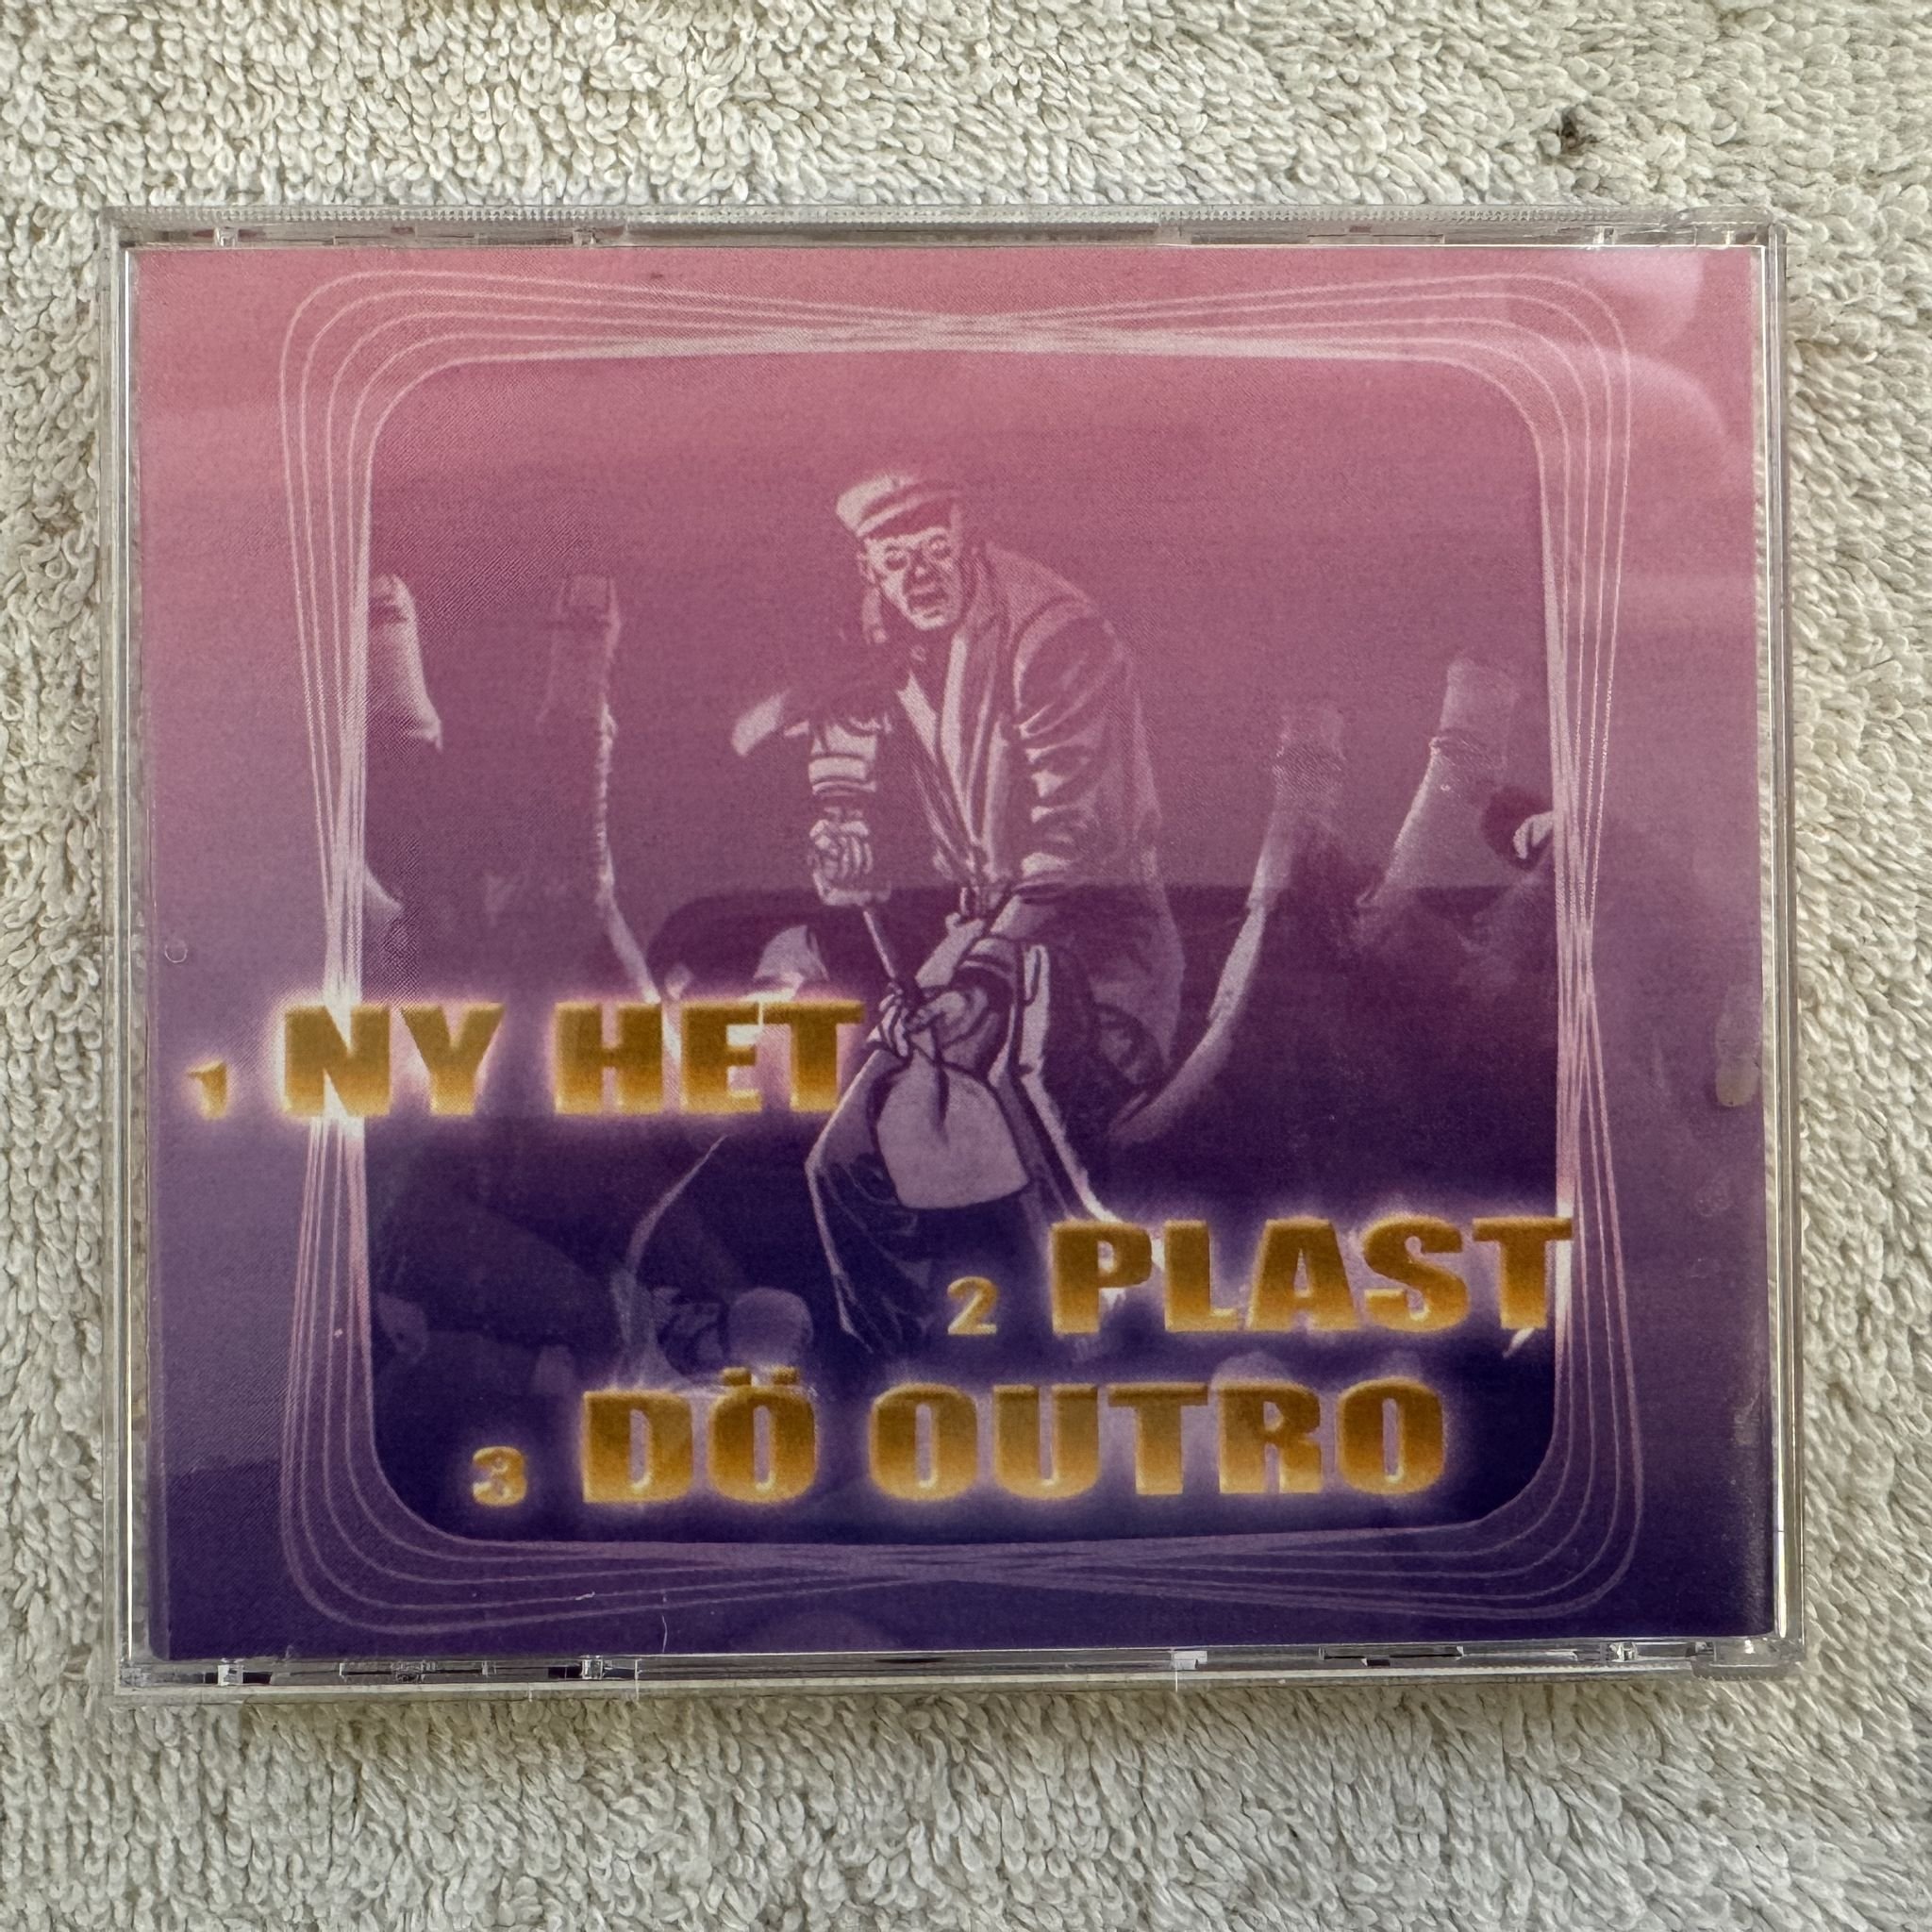 1 NY HET
2 PLAST
3 DÖ OUTRO